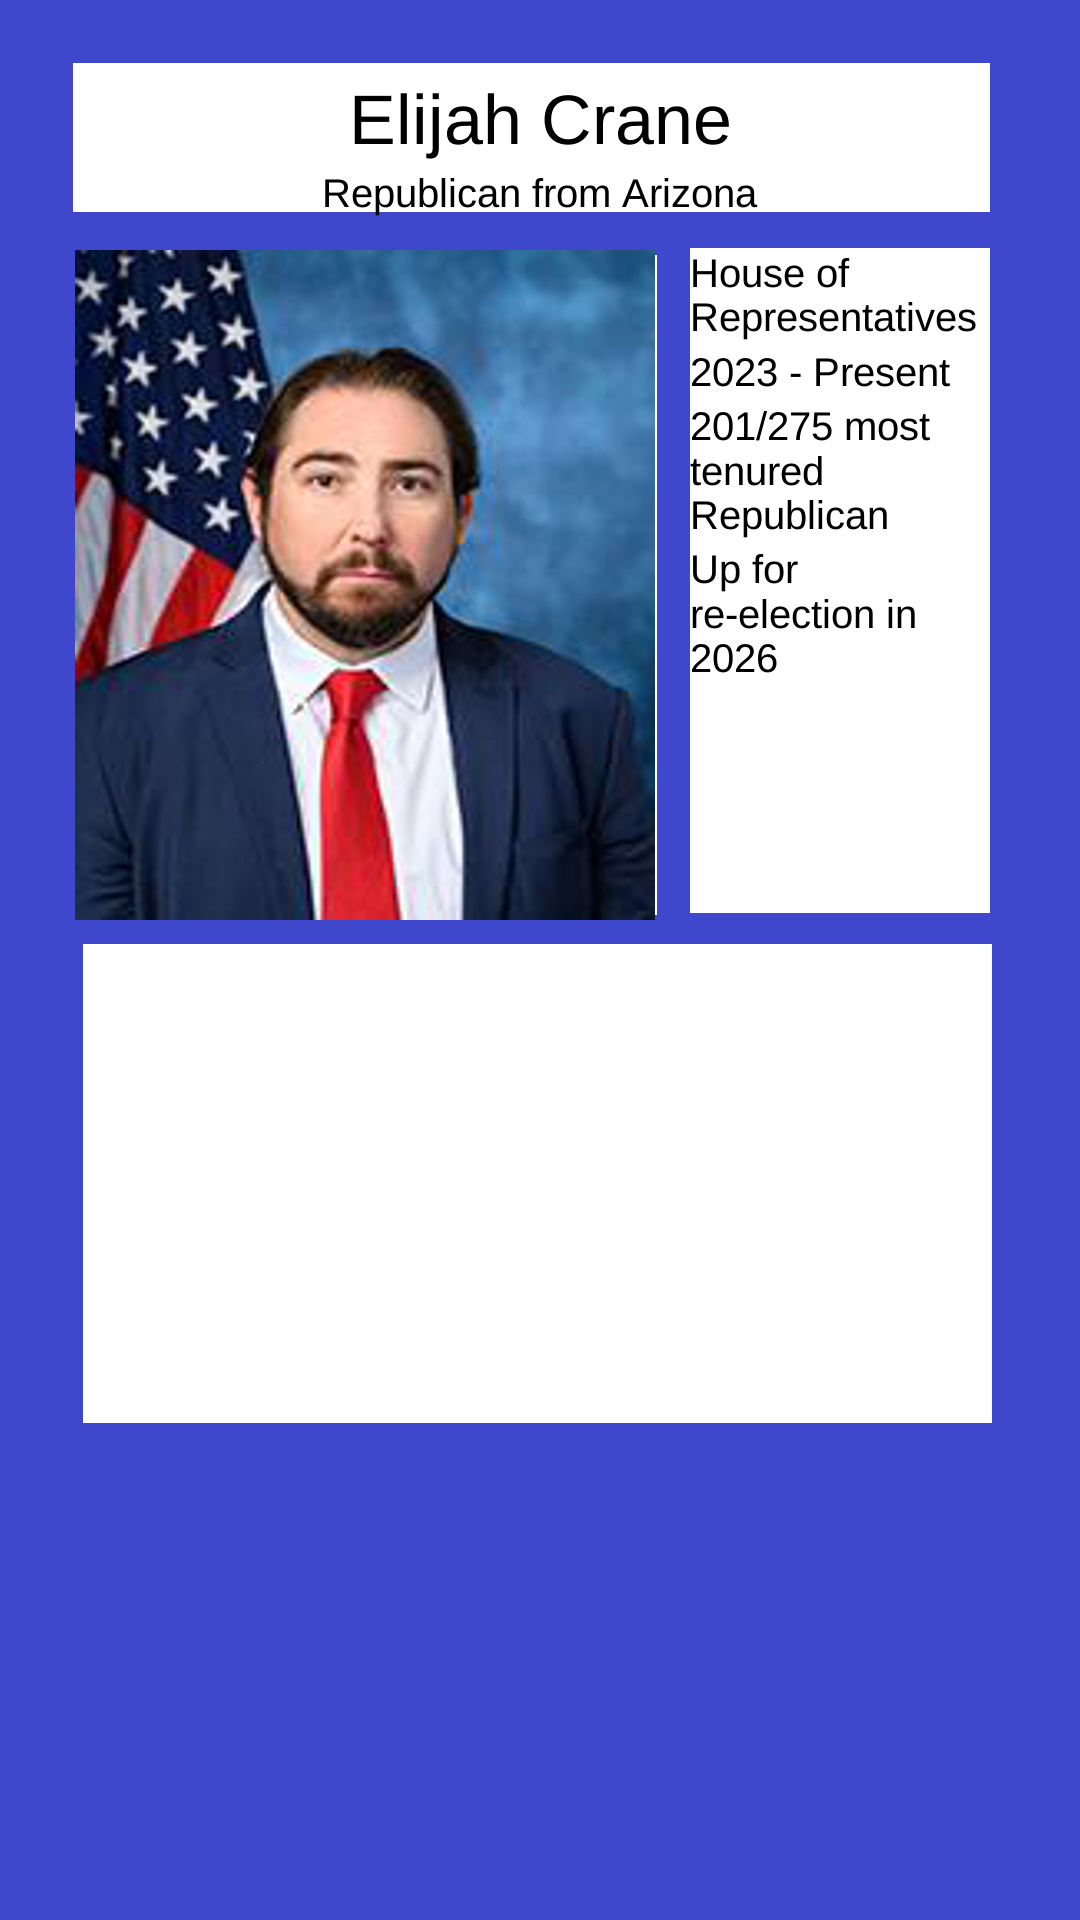 Elijah Crane
Republican from Arizona
House of
Representatives
2023 - Present
201/275 most
tenured
Republican
Up for
re-election in
2026